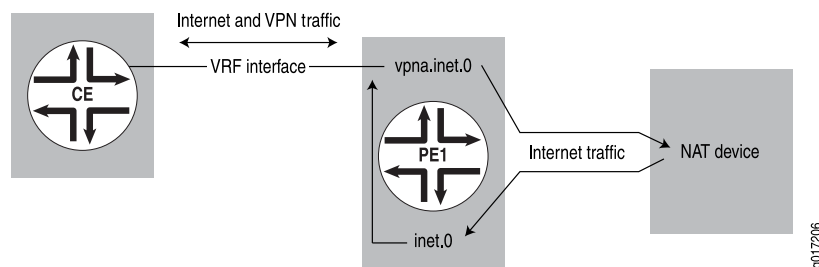 Internet and VPN traffic
VRF interface
vpna.inet.0
CE
PE1
Internet traffic
NAT device
inet.0
g017206